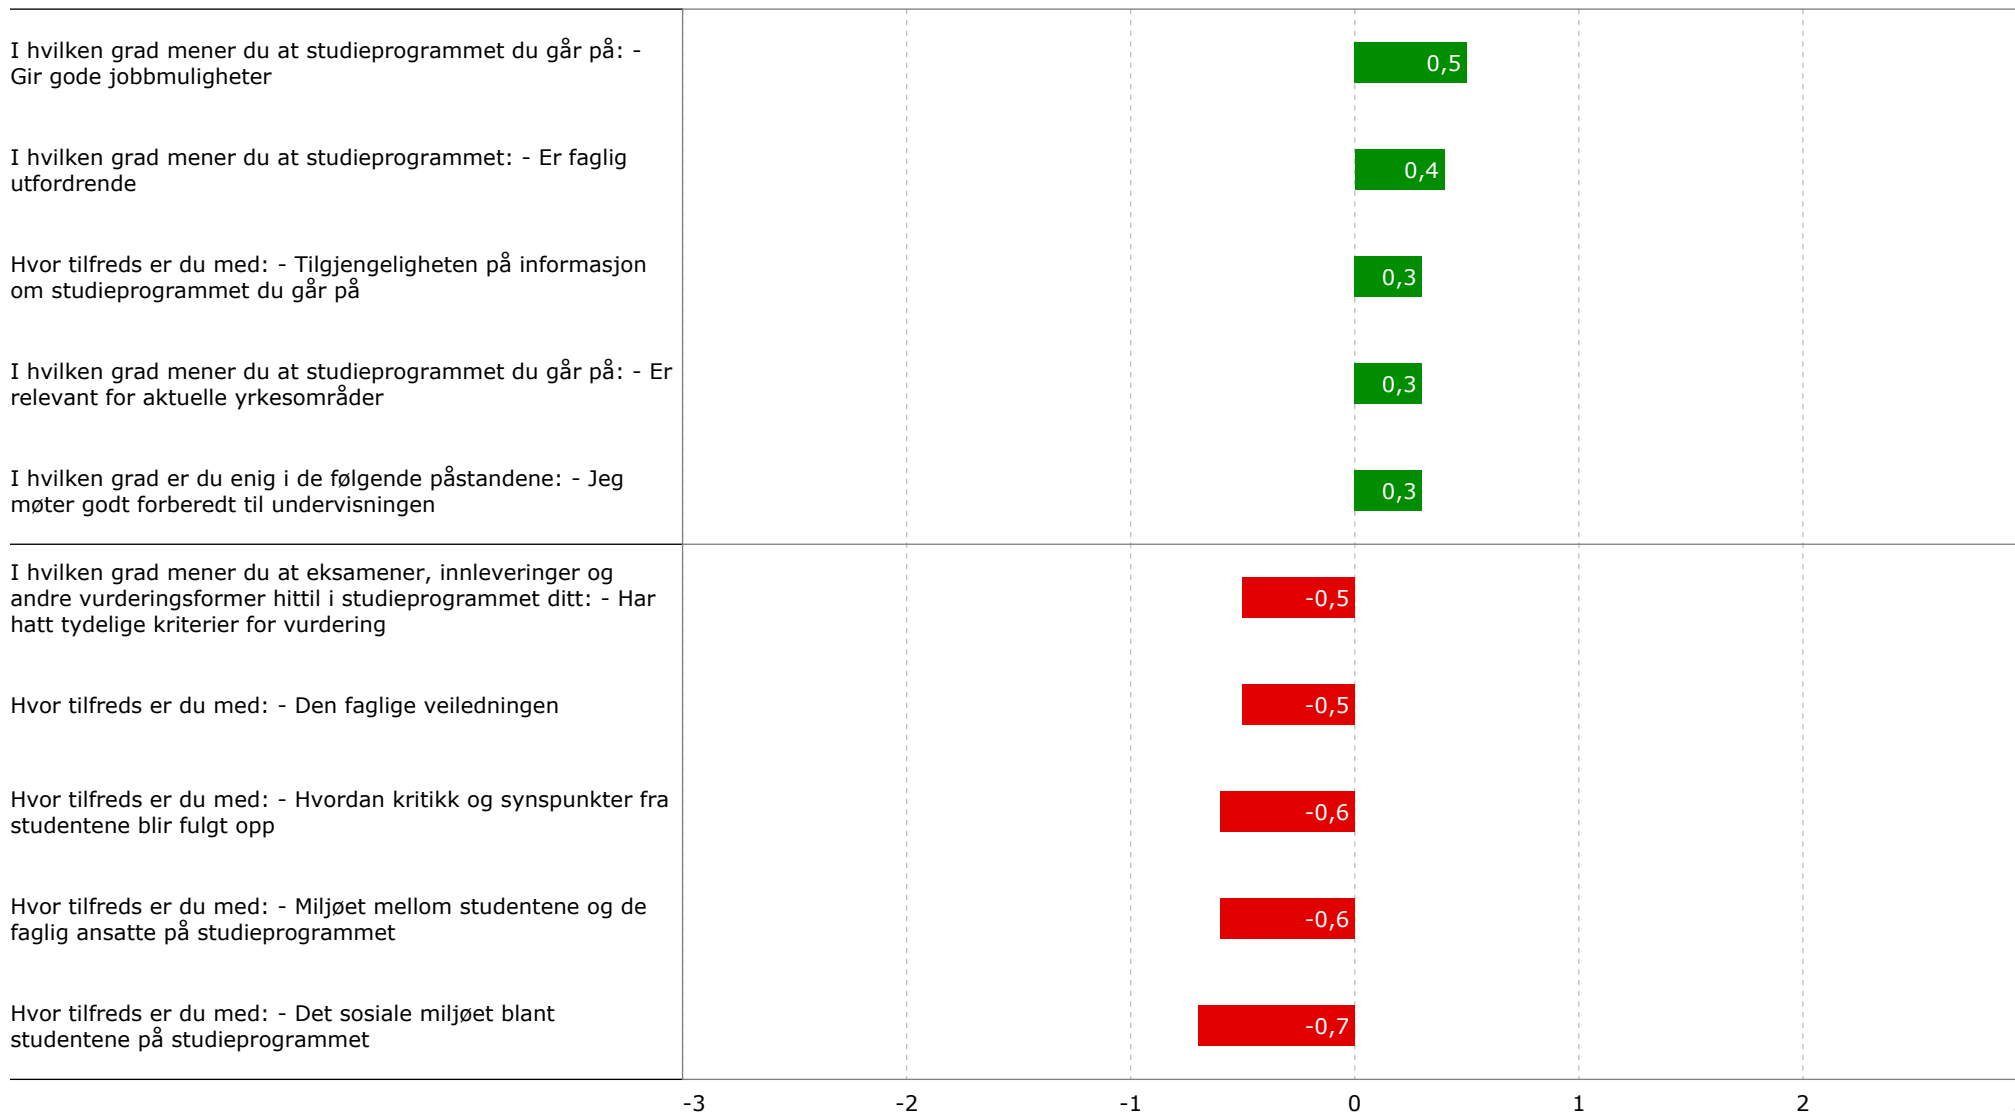 I hvilken grad mener du at studieprogrammet du går på: -
Gir gode jobbmuligheter
0,5
I hvilken grad mener du at studieprogrammet: - Er faglig
utfordrende
0,4
Hvor tilfreds er du med: - Tilgjengeligheten på informasjon
om studieprogrammet du går på
0,3
I hvilken grad mener du at studieprogrammet du går på: - Er
relevant for aktuelle yrkesområder
0,3
I hvilken grad er du enig i de følgende påstandene: - Jeg
møter godt forberedt til undervisningen
0,3
I hvilken grad mener du at eksamener, innleveringer og
andre vurderingsformer hittil i studieprogrammet ditt: - Har
hatt tydelige kriterier for vurdering
-0,5
Hvor tilfreds er du med: - Den faglige veiledningen
-0,5
Hvor tilfreds er du med: - Hvordan kritikk og synspunkter fra
studentene blir fulgt opp
-0,6
Hvor tilfreds er du med: - Miljøet mellom studentene og de
faglig ansatte på studieprogrammet
-0,6
Hvor tilfreds er du med: - Det sosiale miljøet blant
studentene på studieprogrammet
-0,7
-3 -2 -1 0 1 2